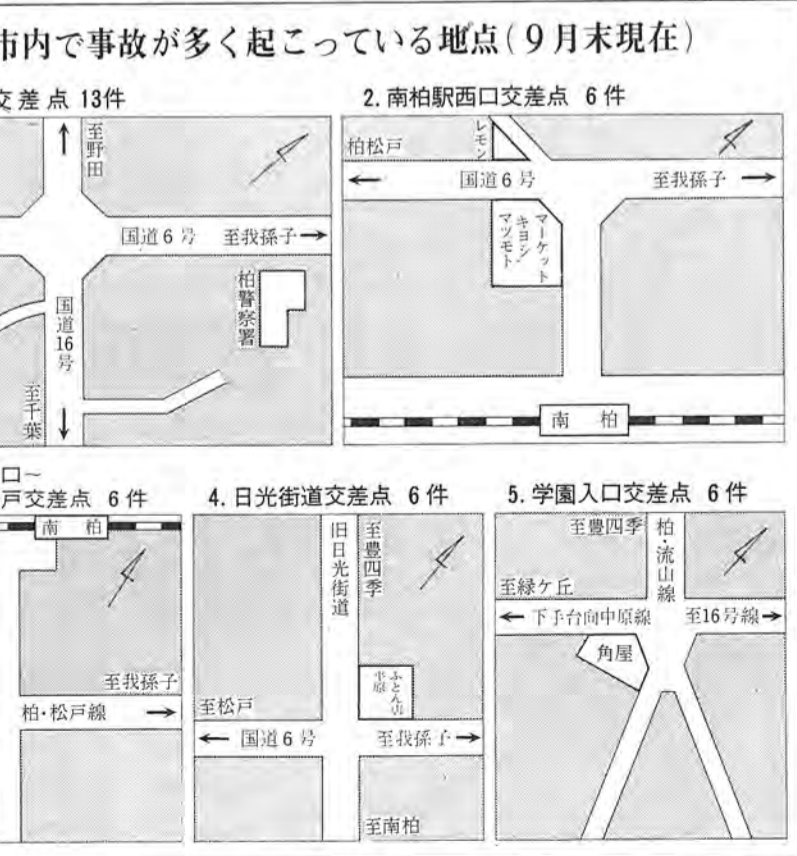 市内で事故が多く起こっている地点(9月末現在)
交差点 13件
至野田
国道6号 至我孫子→
柏警察署
国道16号
至千葉
2. 南柏駅西口交差点 6件
レモン
柏松戸
← 国道6号 至我孫子 →
マーケット
キヨシ
マツモト
南 柏
口~
戸交差点 6件
南 柏
至我孫子
柏・松戸線 →
4. 日光街道交差点 6件
旧日光街道
至豊四季
ふとん
平原
至松戸
← 国道6号 至我孫子→
至南柏
5. 学園入口交差点 6件
至豊四季
柏・流山線
至緑ケ丘
← 下手台向中原線 至16号線→
角屋